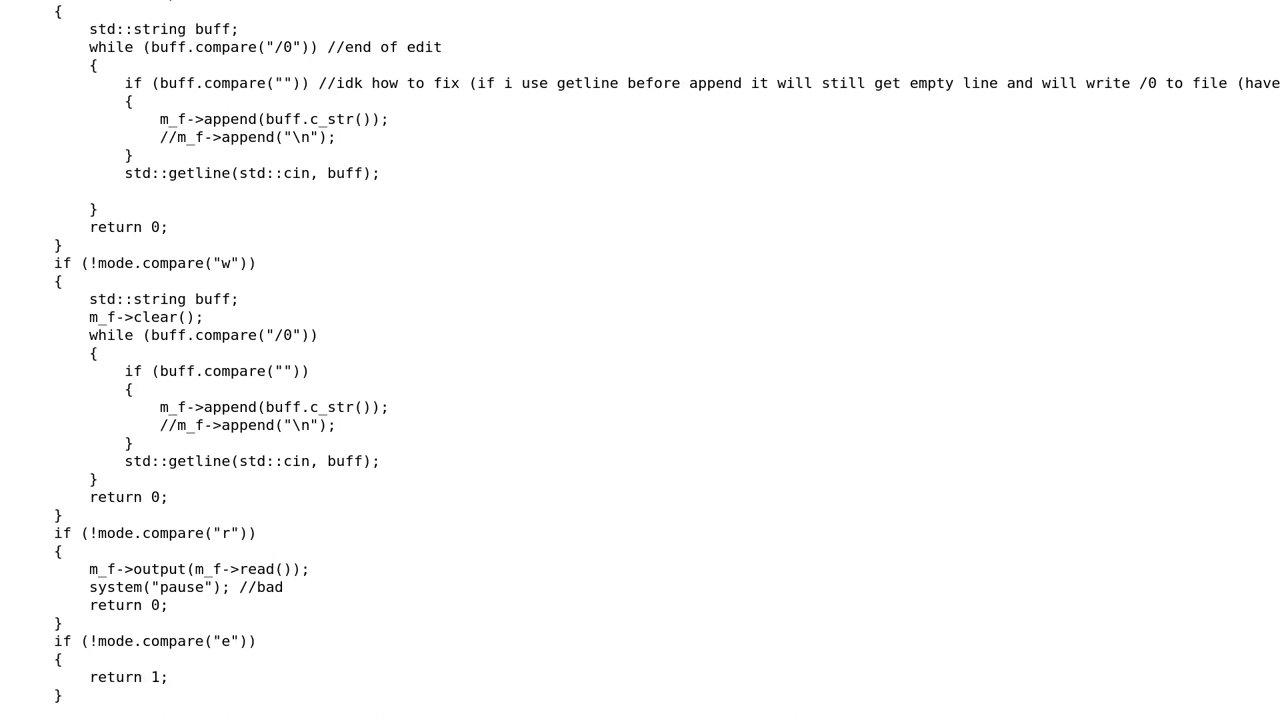 {
        std::string buff;
        while (buff.compare("/0")) //end of edit
        {
            if (buff.compare("")) //idk how to fix (if i use getline before append it will still get empty line and will write /0 to file (have
            {
                m_f->append(buff.c_str());
                //m_f->append("\n");
            }
            std::getline(std::cin, buff);

        }
        return 0;
    }
    if (!mode.compare("w"))
    {
        std::string buff;
        m_f->clear();
        while (buff.compare("/0"))
        {
            if (buff.compare(""))
            {
                m_f->append(buff.c_str());
                //m_f->append("\n");
            }
            std::getline(std::cin, buff);
        }
        return 0;
    }
    if (!mode.compare("r"))
    {
        m_f->output(m_f->read());
        system("pause"); //bad
        return 0;
    }
    if (!mode.compare("e"))
    {
        return 1;
    }